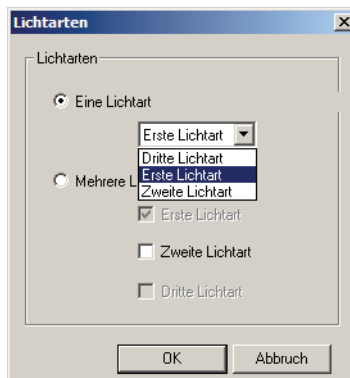 Lichtarten
Lichtarten
Eine Lichtart
Erste Lichtart
Dritte Lichtart
Erste Lichtart
Mehrere L
Zweite Lichtart
Erste Lichtart
Zweite Lichtart
Dritte Lichtart
OK Abbruch